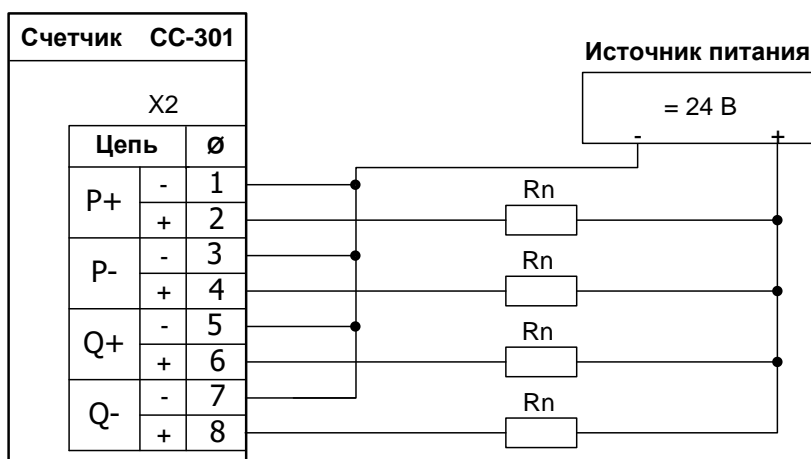 Счетчик СС-301
Источник питания
= 24 В
- +
X2
Цепь Ø
P+ - 1
+ 2
Rn
P- - 3
+ 4
Rn
Q+ - 5
+ 6
Rn
Q- - 7
+ 8
Rn